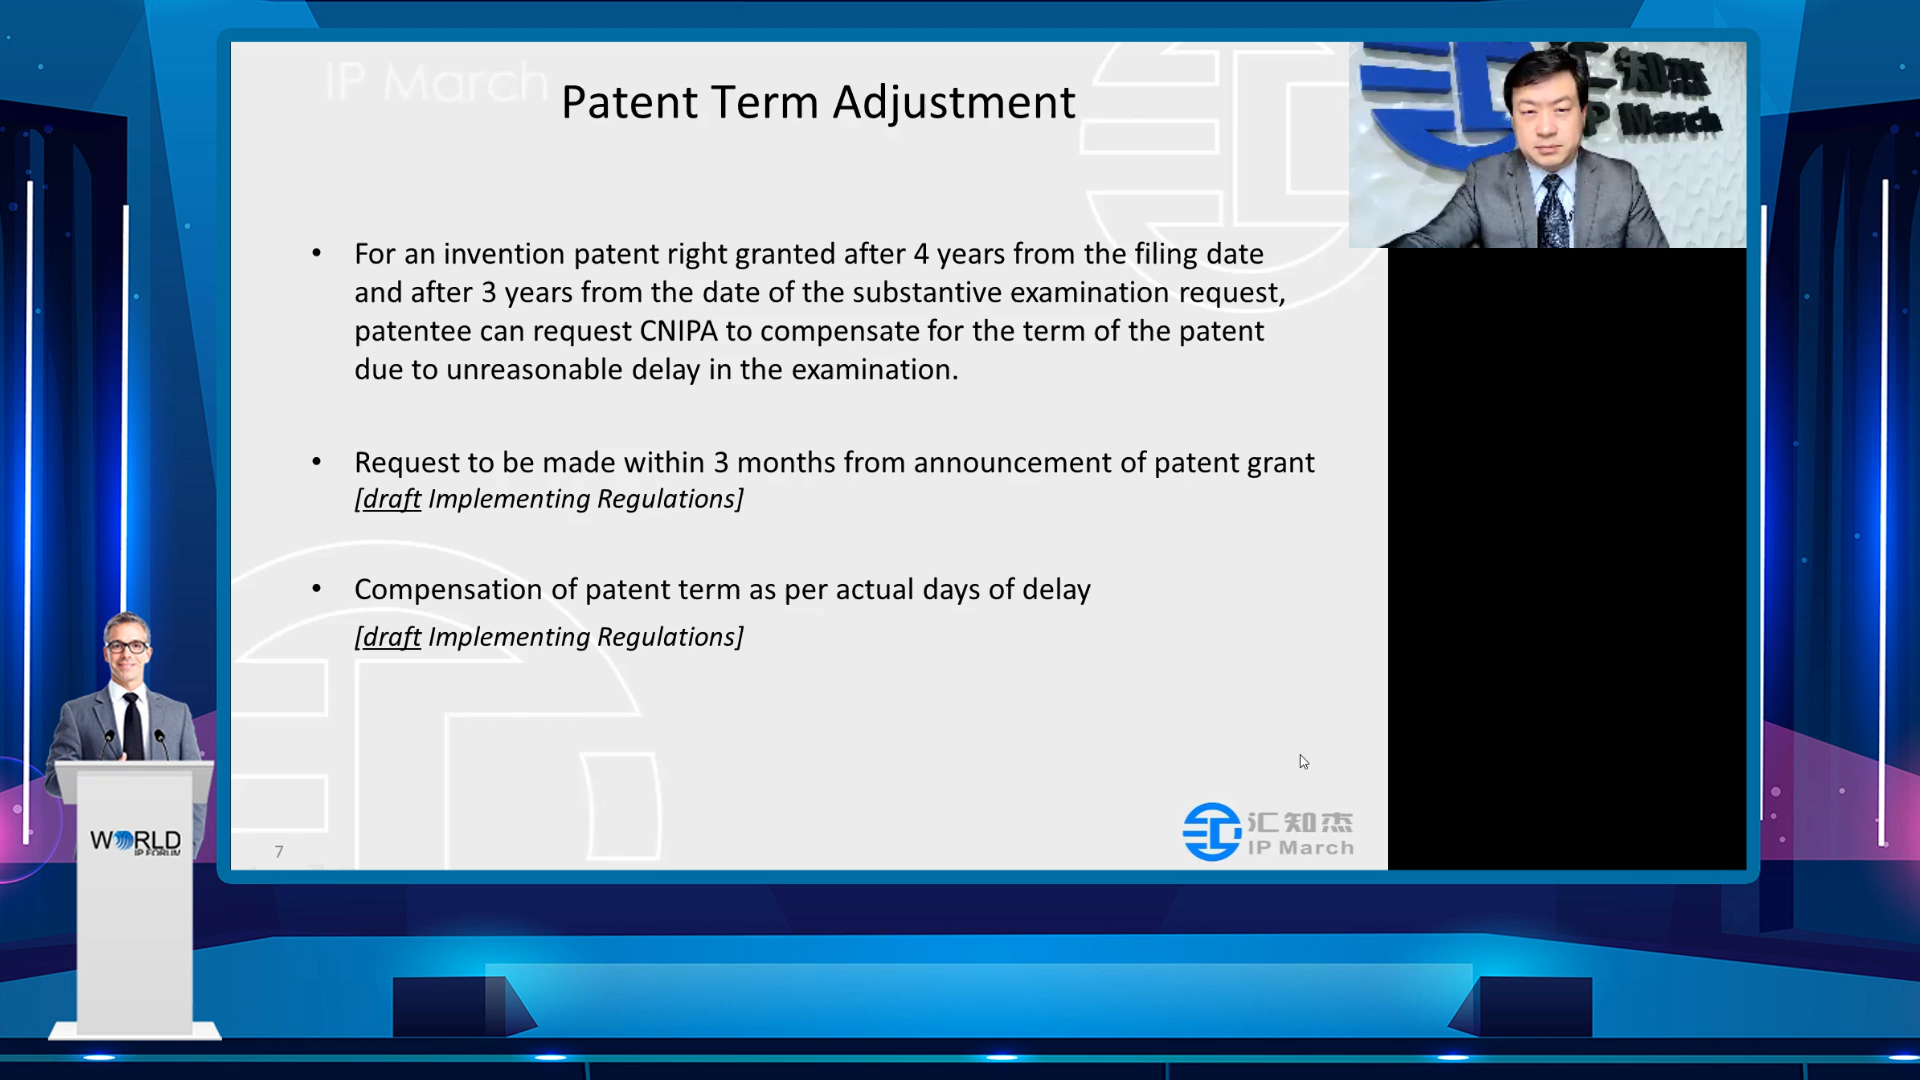 IP March
Patent Term Adjustment
汇知杰
IP March
• For an invention patent right granted after 4 years from the filing date
and after 3 years from the date of the substantive examination request,
patentee can request CNIPA to compensate for the term of the patent
due to unreasonable delay in the examination.
• Request to be made within 3 months from announcement of patent grant
[draft Implementing Regulations]
• Compensation of patent term as per actual days of delay
[draft Implementing Regulations]
7
汇知杰
IP March
WORLD
IP FORUM